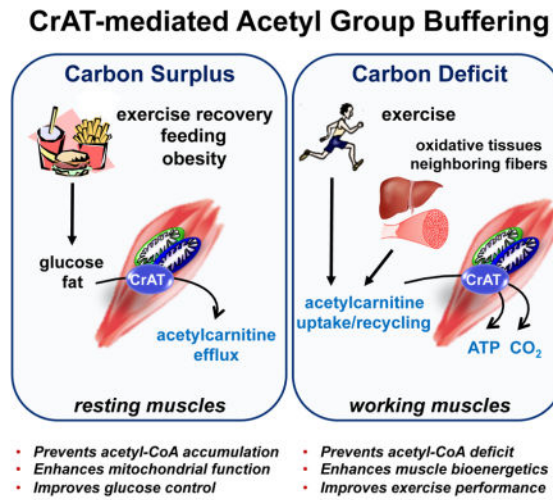 CrAT-mediated Acetyl Group Buffering
Carbon Surplus
exercise recovery
feeding
obesity
glucose
fat
CrAT
acetylcarnitine
efflux
resting muscles
• Prevents acetyl-CoA accumulation
• Enhances mitochondrial function
• Improves glucose control
Carbon Deficit
exercise
oxidative tissues
neighboring fibers
acetylcarnitine
uptake/recycling
CrAT
ATP CO₂
working muscles
• Prevents acetyl-CoA deficit
• Enhances muscle bioenergetics
• Improves exercise performance